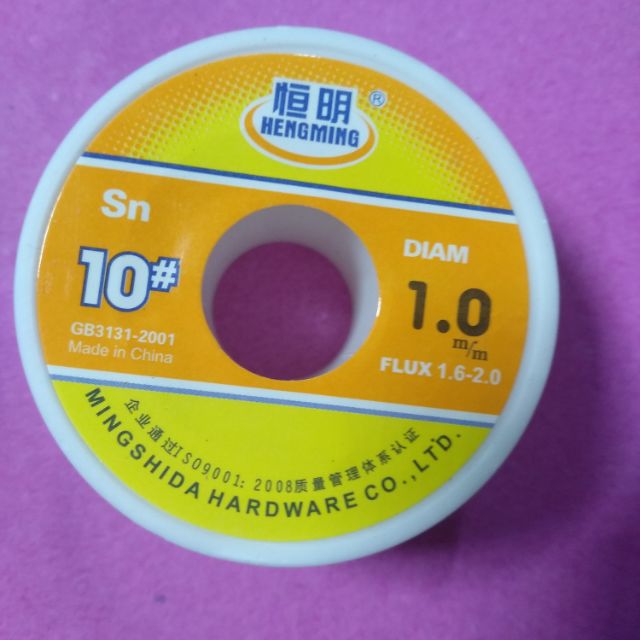 恒明
®
HENGMING
Sn
10#
GB3131-2001
Made in China
DIAM
1.0
m/m
FLUX 1.6-2.0
企业通过ISO9001:2008质量管理体系认证
MINGSHIDA HARDWARE CO.,LTD.